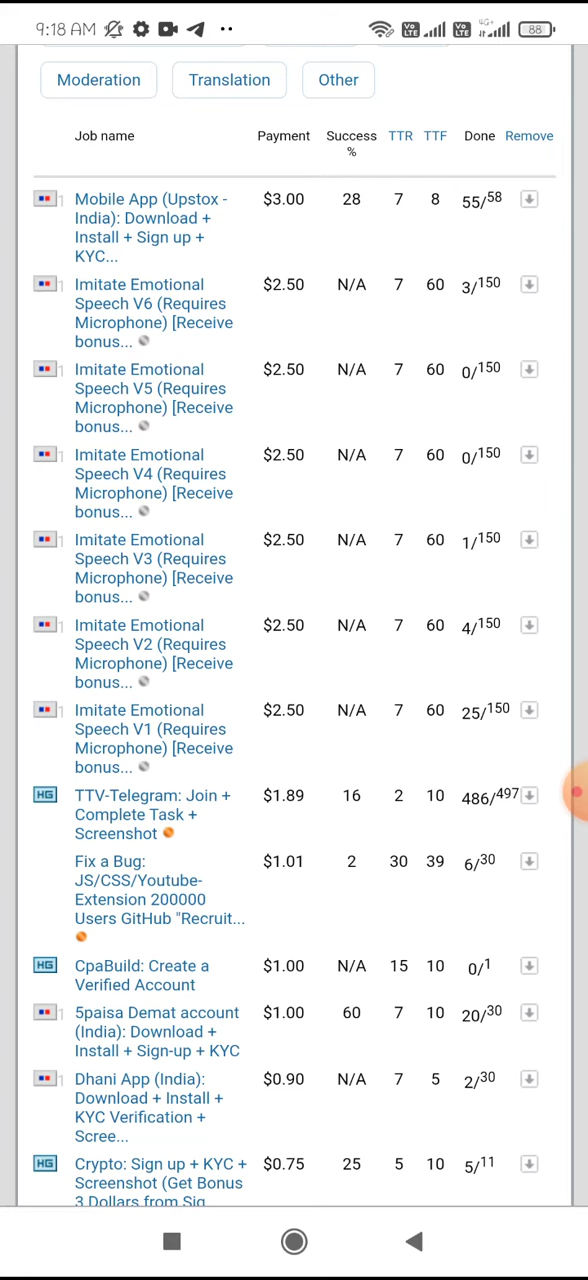 9:18 AM
Vo LTE
Vo LTE
4G+
88
Moderation
Translation
Other
Job name Payment Success % TTR TTF Done Remove
Mobile App (Upstox - $3.00 28 7 8 55/58
India): Download +
Install + Sign up +
KYC...
Imitate Emotional $2.50 N/A 7 60 3/150
Speech V6 (Requires
Microphone) [Receive
bonus...
Imitate Emotional $2.50 N/A 7 60 0/150
Speech V5 (Requires
Microphone) [Receive
bonus...
Imitate Emotional $2.50 N/A 7 60 0/150
Speech V4 (Requires
Microphone) [Receive
bonus...
Imitate Emotional $2.50 N/A 7 60 1/150
Speech V3 (Requires
Microphone) [Receive
bonus...
Imitate Emotional $2.50 N/A 7 60 4/150
Speech V2 (Requires
Microphone) [Receive
bonus...
Imitate Emotional $2.50 N/A 7 60 25/150
Speech V1 (Requires
Microphone) [Receive
bonus...
HG TTV-Telegram: Join + $1.89 16 2 10 486/497
Complete Task +
Screenshot
Fix a Bug: $1.01 2 30 39 6/30
JS/CSS/Youtube-
Extension 200000
Users GitHub "Recruit...
HG CpaBuild: Create a $1.00 N/A 15 10 0/1
Verified Account
5paisa Demat account $1.00 60 7 10 20/30
(India): Download +
Install + Sign-up + KYC
Dhani App (India): $0.90 N/A 7 5 2/30
Download + Install +
KYC Verification +
Scree...
HG Crypto: Sign up + KYC + $0.75 25 5 10 5/11
Screenshot (Get Bonus
3 Dollars from Sig